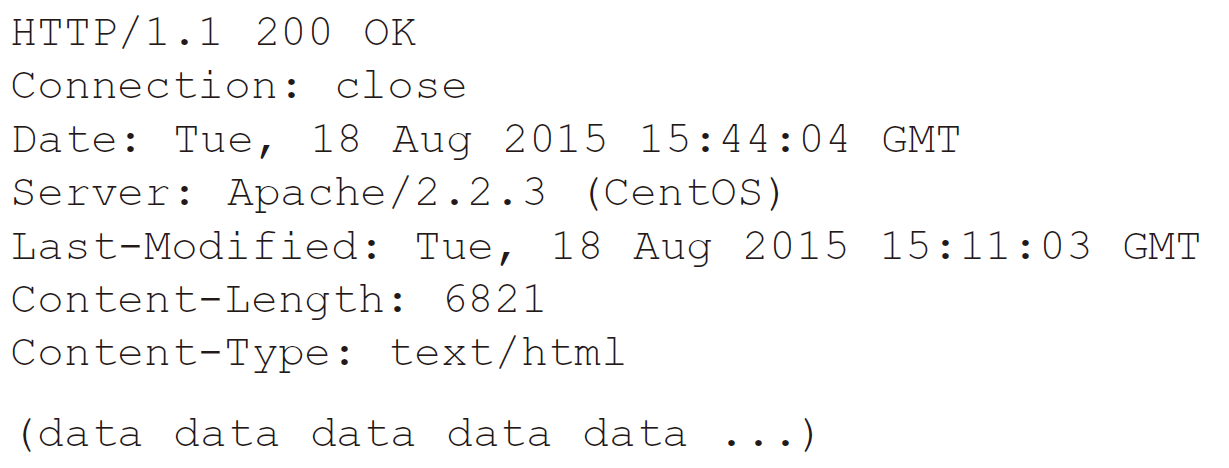 HTTP/1.1 200 OK
Connection: close
Date: Tue, 18 Aug 2015 15:44:04 GMT
Server: Apache/2.2.3 (CentOS)
Last-Modified: Tue, 18 Aug 2015 15:11:03 GMT
Content-Length: 6821
Content-Type: text/html
(data data data data data ...)